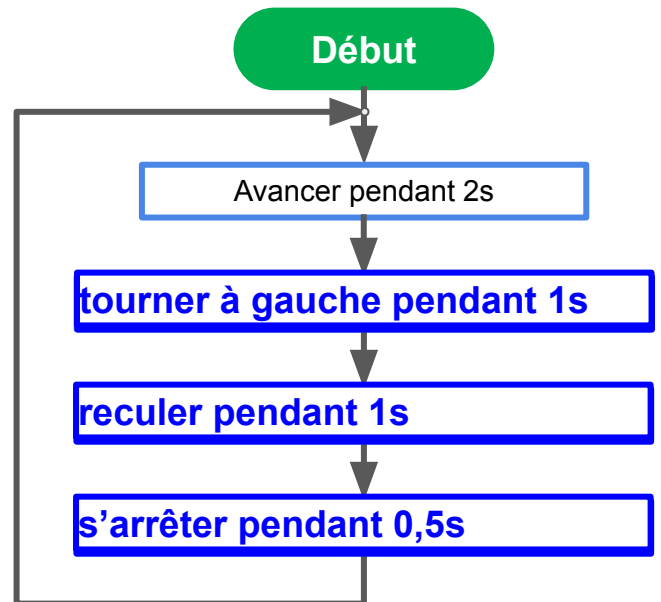 Début
Avancer pendant 2s
tourner à gauche pendant 1s
reculer pendant 1s
s’arrêter pendant 0,5s